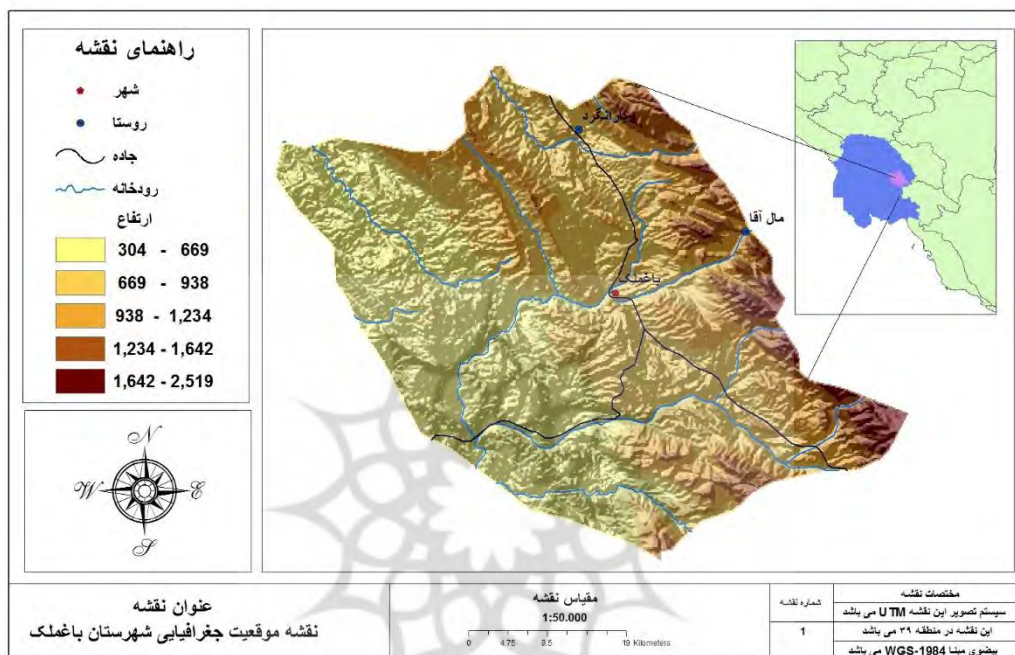 راهنمای نقشه
شهر
روستا
جاده
رودخانه
ارتفاع
304 - 669
669 - 938
938 - 1,234
1,234 - 1,642
1,642 - 2,519
N
W E
S
مال آقا
باغملک
عنوان نقشه
نقشه موقعیت جغرافیایی شهرستان باغملک
مقیاس نقشه
1:50.000
0 4.75 9.5 19 Kilometers
شماره نقشه
1
مختصات نقشه
سیستم تصویر این نقشه UTM می باشد
این نقشه در منطقه ۳۹ می باشد
بیضوی مبنا WGS-1984 می باشد